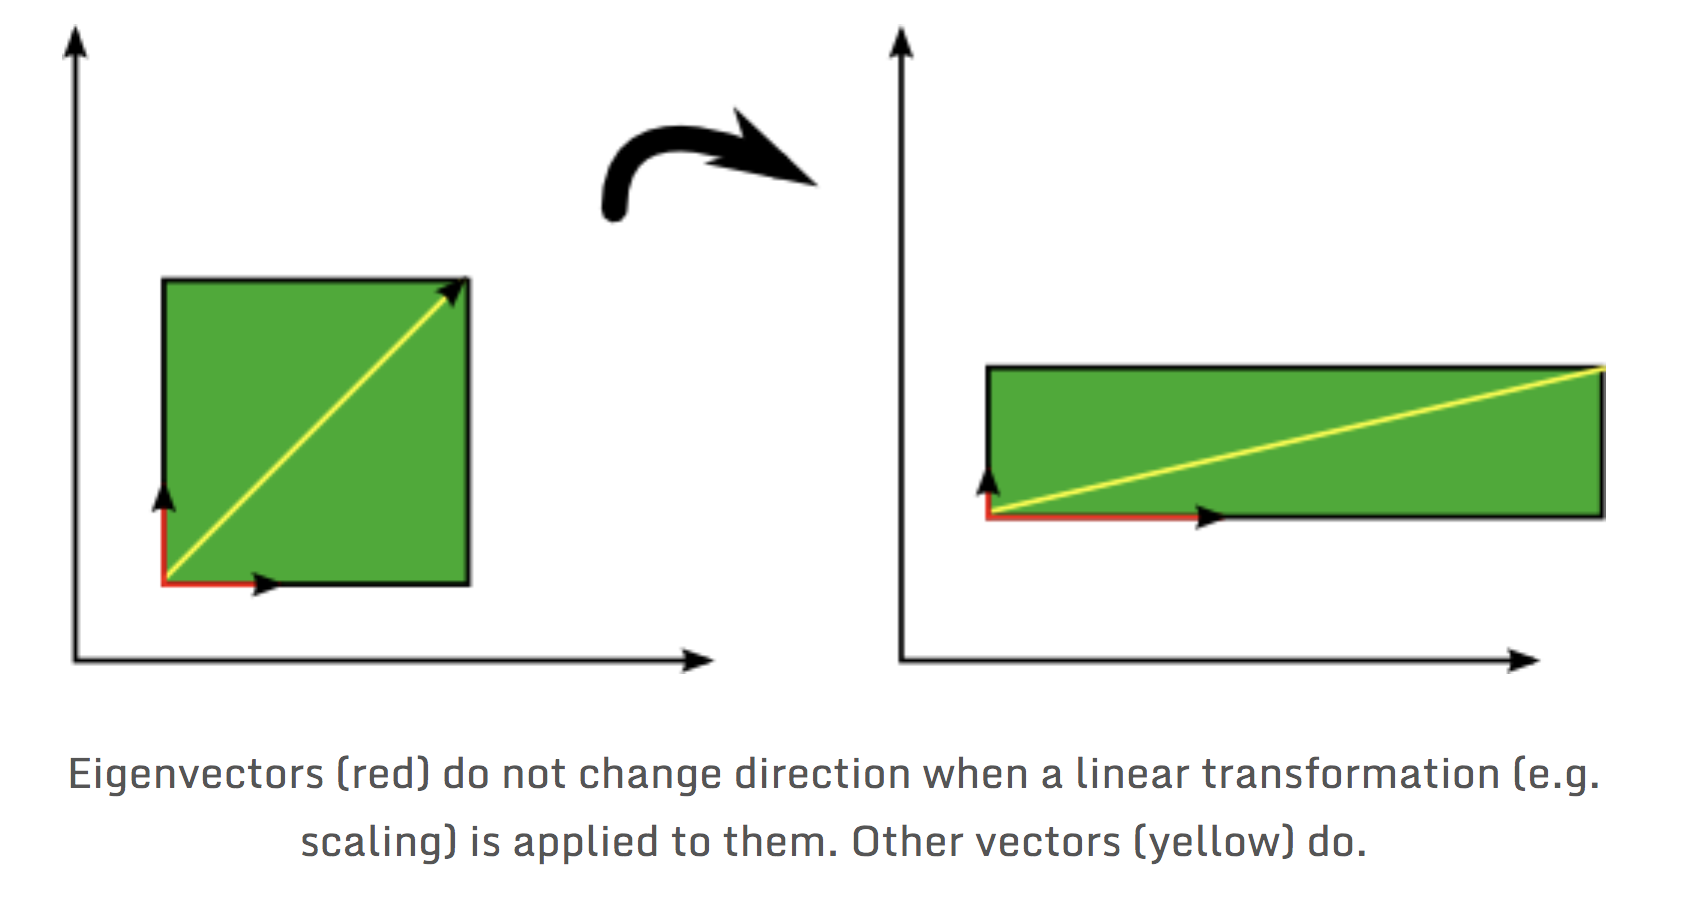 Eigenvectors (red) do not change direction when a linear transformation (e.g.
scaling) is applied to them. Other vectors (yellow) do.